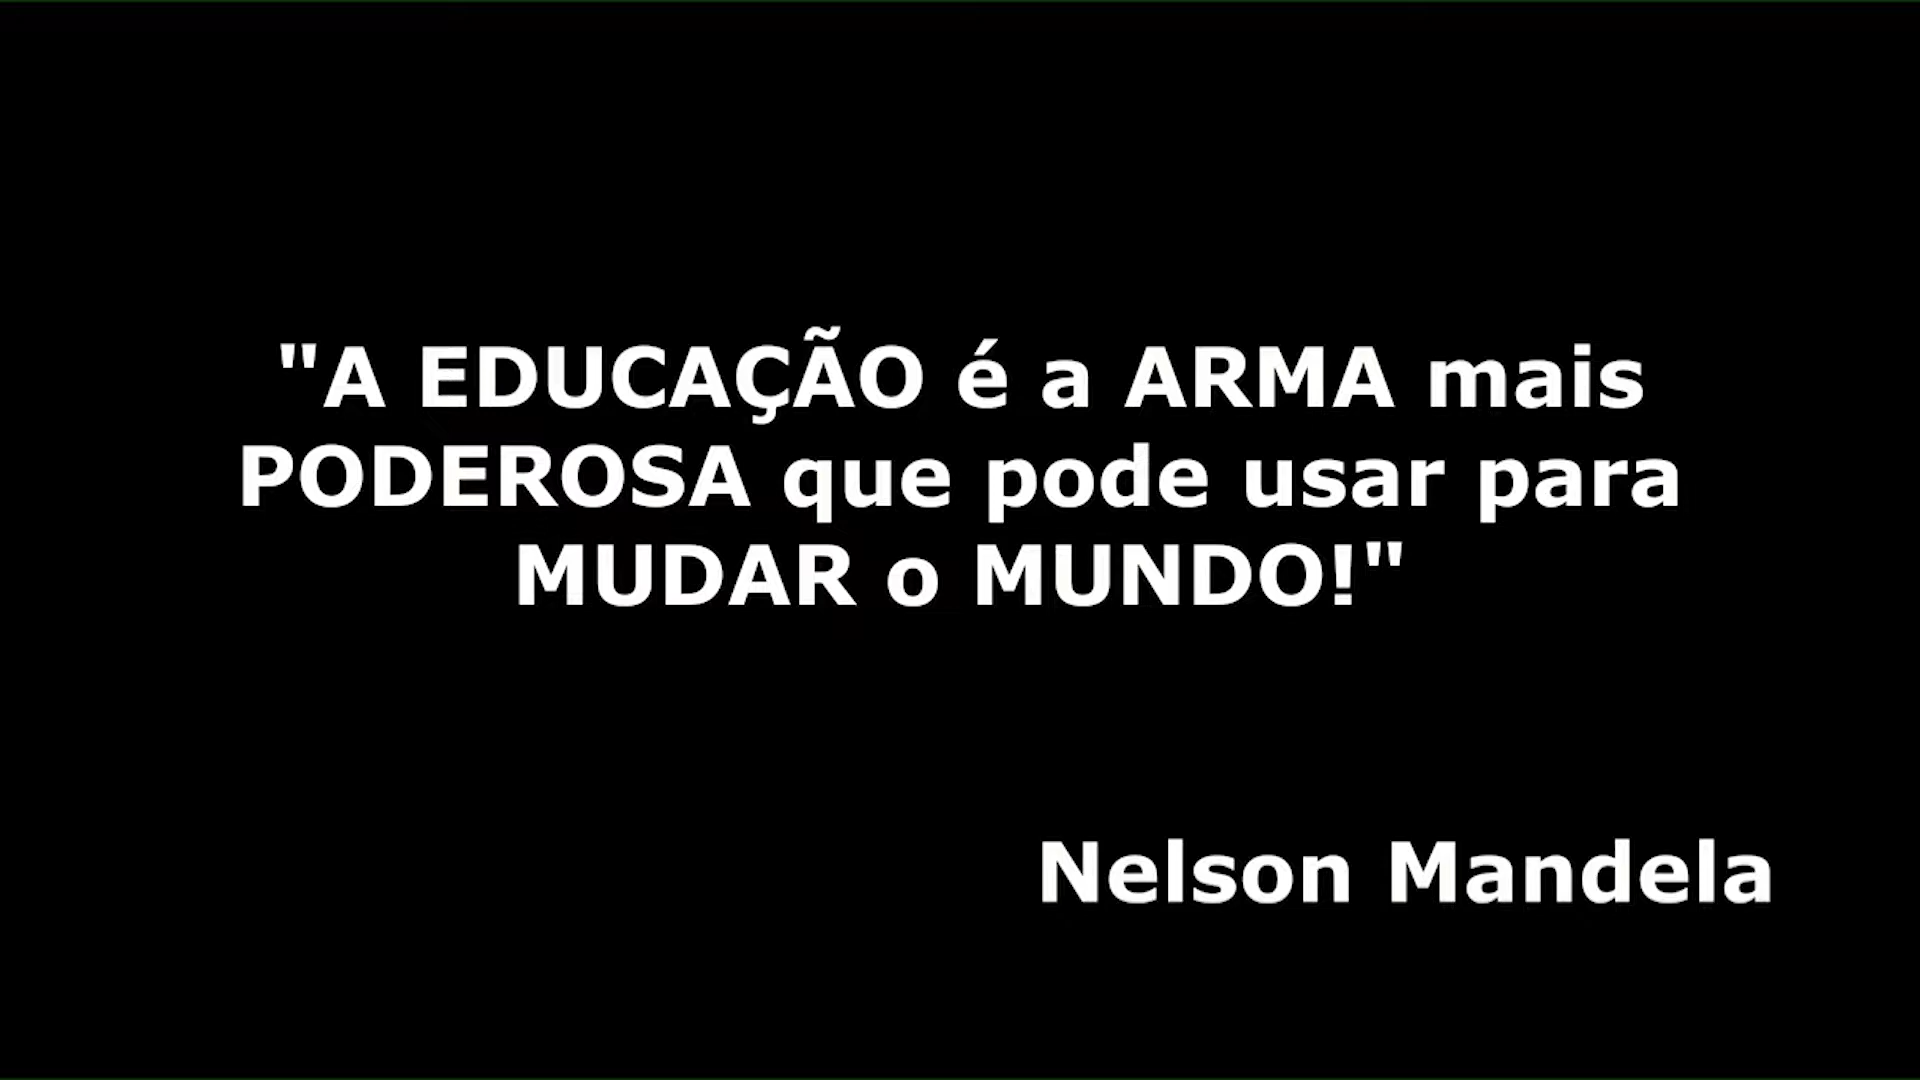 "A EDUCAÇÃO é a ARMA mais
PODEROSA que pode usar para
MUDAR o MUNDO!"
Nelson Mandela